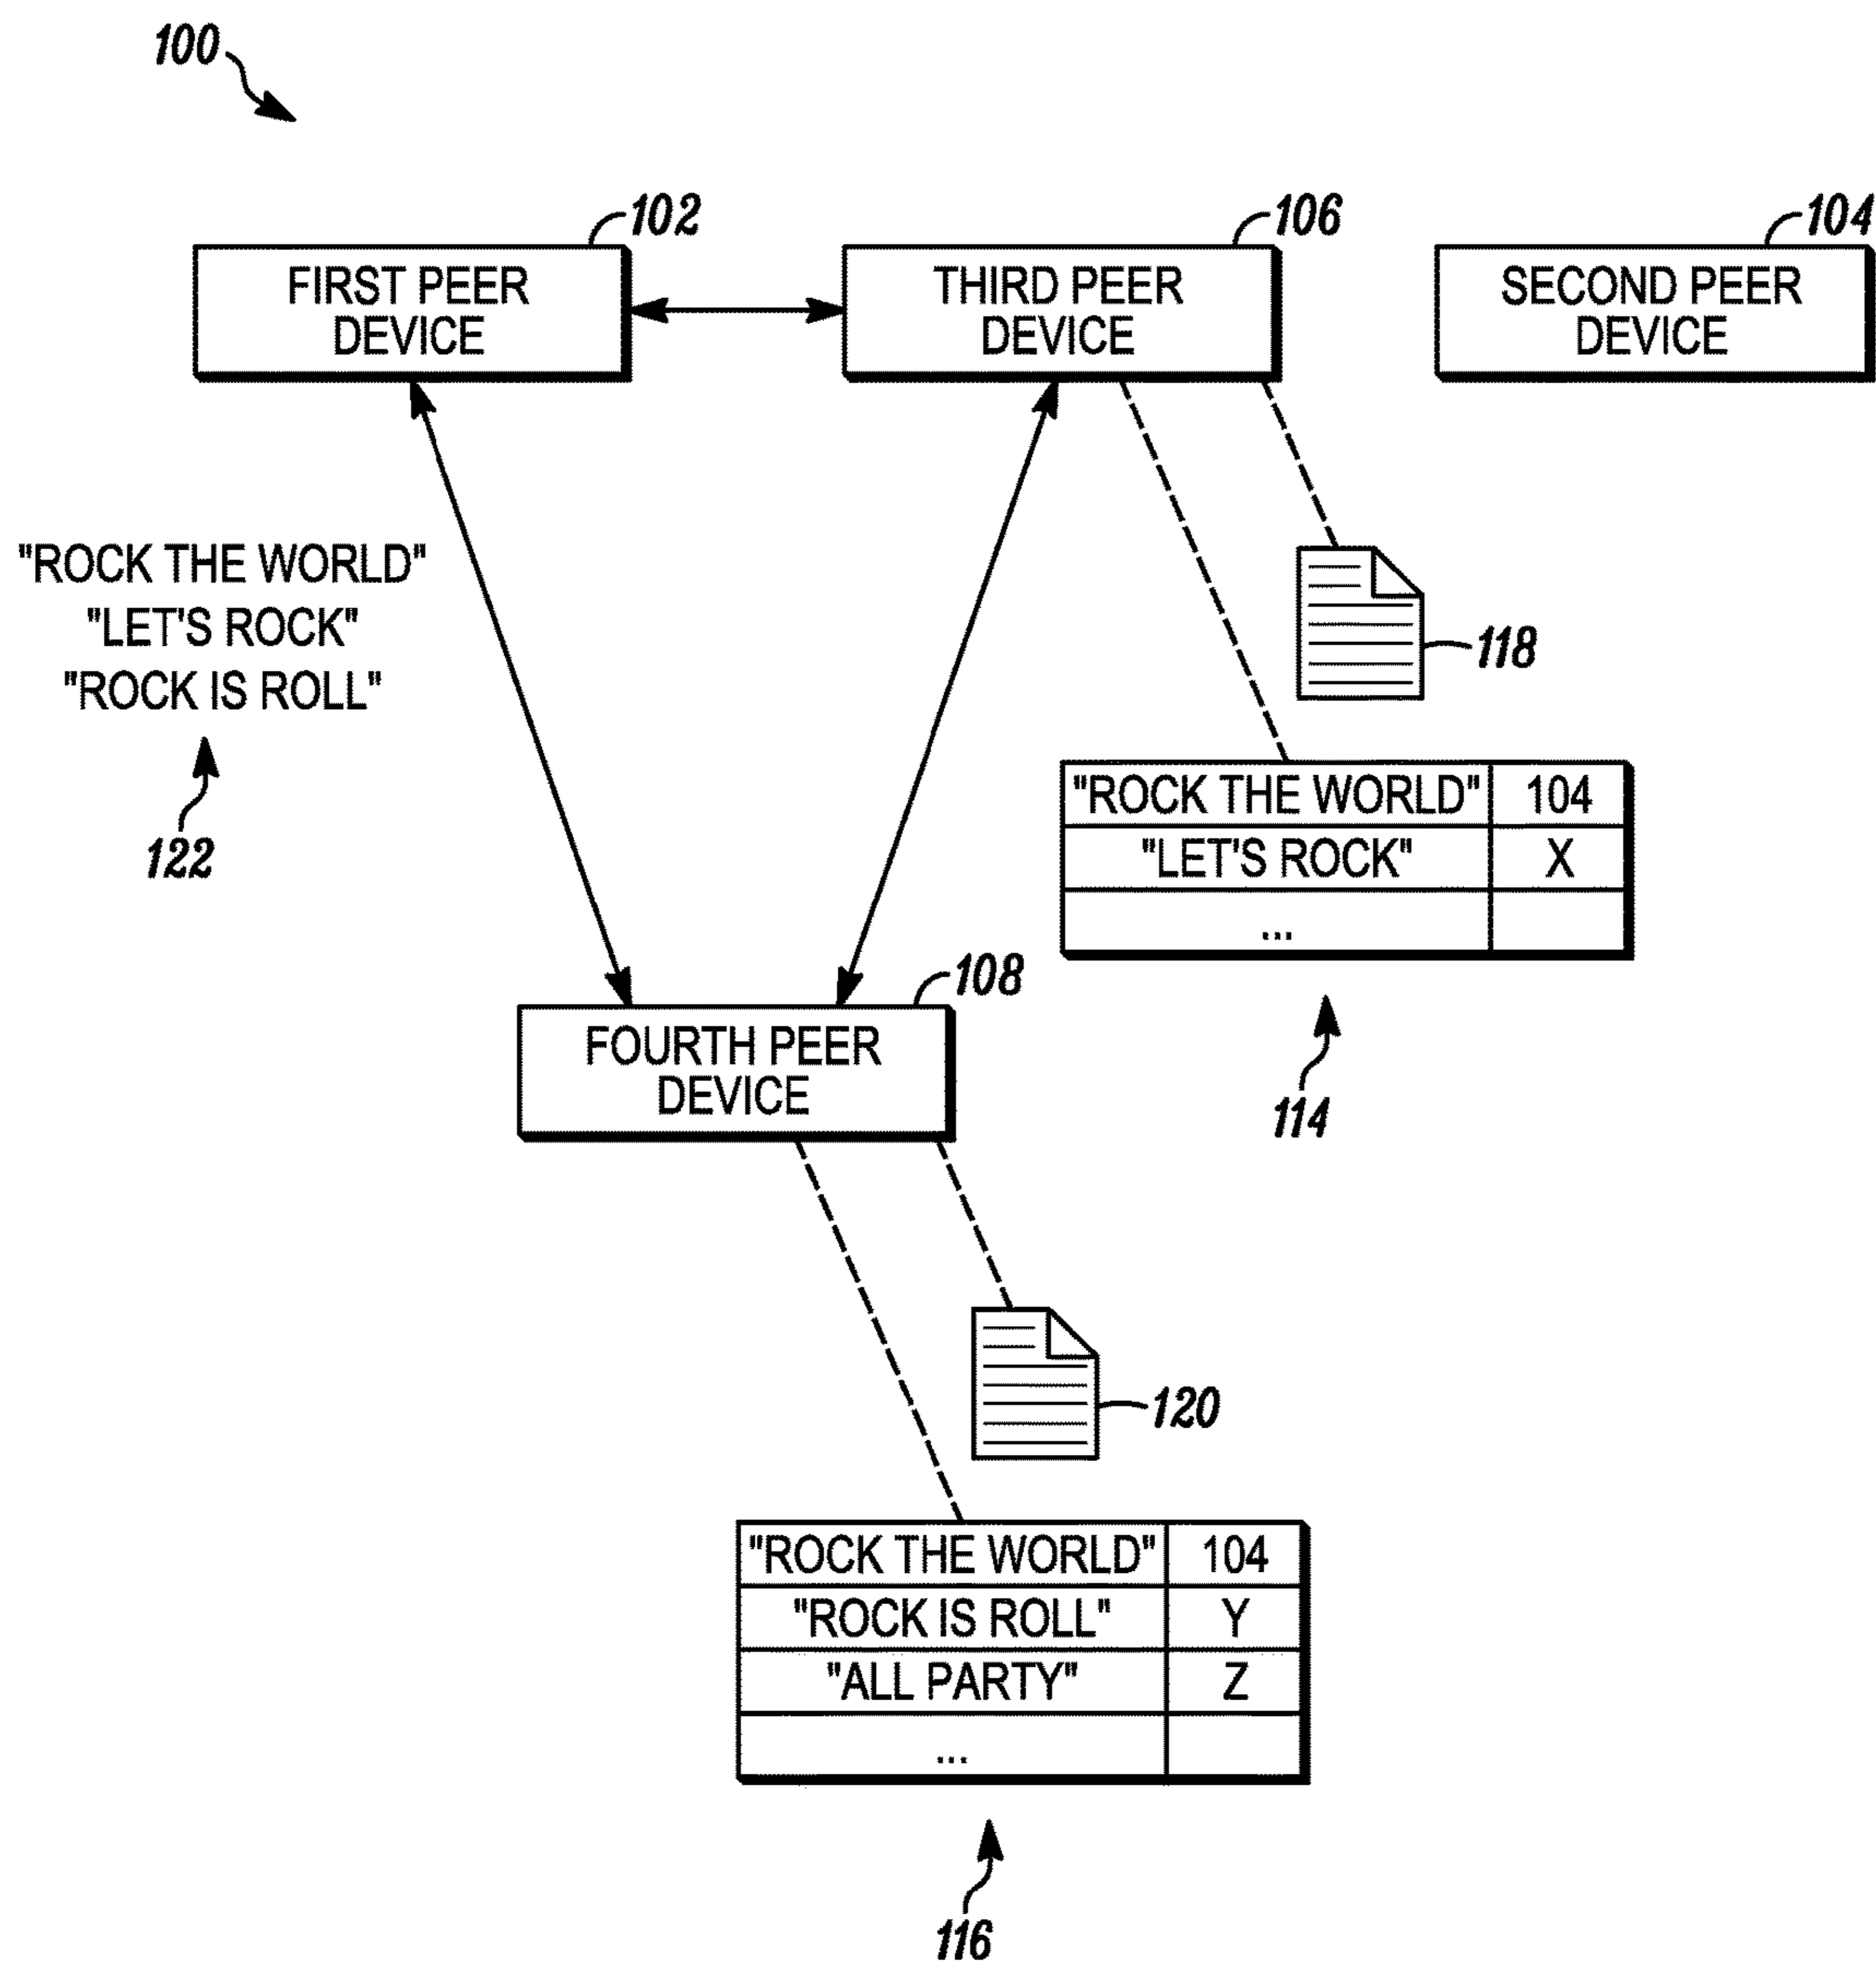 100
102
106
104
FIRST PEER
DEVICE
THIRD PEER
DEVICE
SECOND PEER
DEVICE
"ROCK THE WORLD"
"LET'S ROCK"
"ROCK IS ROLL"
122
118
"ROCK THE WORLD" 104
"LET'S ROCK" X
...
114
108
FOURTH PEER
DEVICE
120
"ROCK THE WORLD" 104
"ROCK IS ROLL" Y
"ALL PARTY" Z
...
116